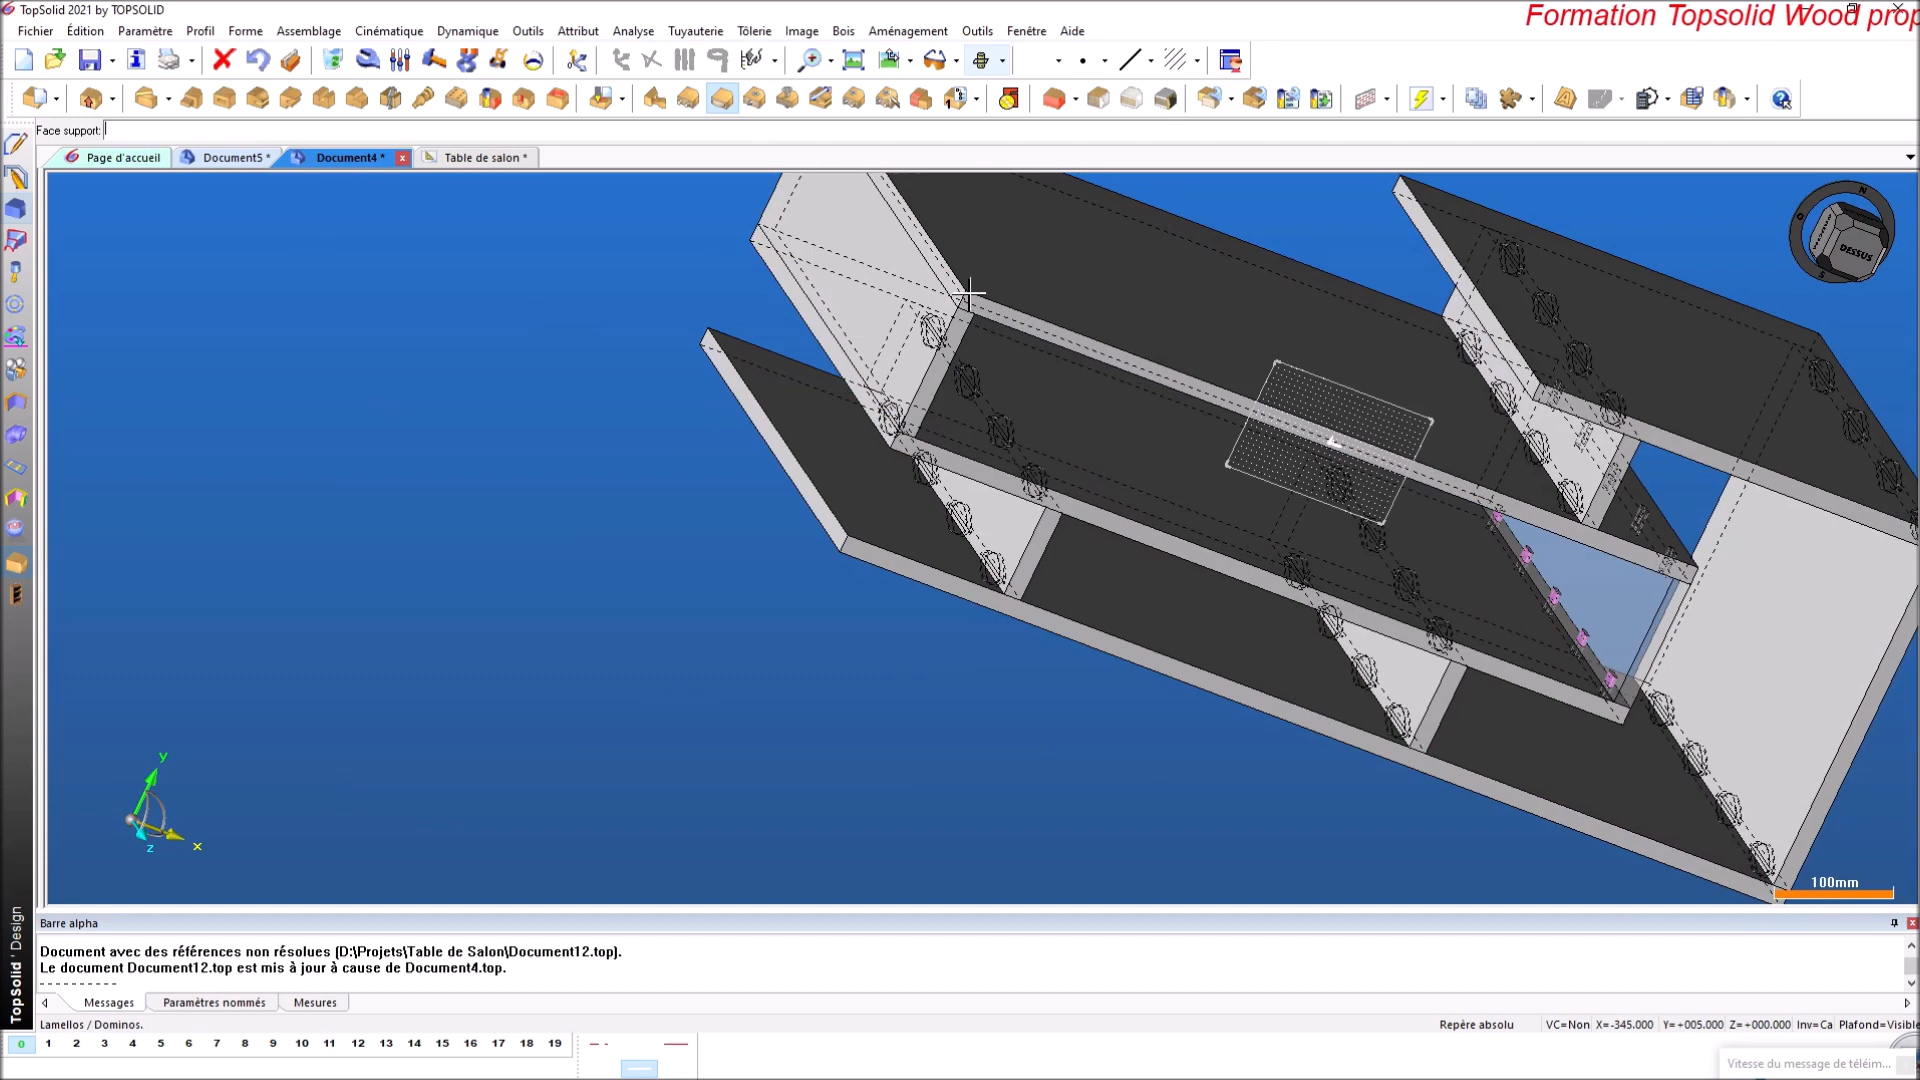 TopSolid 2021 by TOPSOLID
Formation Topsolid Wood prop
Fichier Édition Paramètre Profil Forme Assemblage Cinématique Dynamique Outils Attribut Analyse Tuyauterie Tôlerie Image Bois Aménagement Outils Fenêtre Aide
Face support:
Page d'accueil Document5 * Document4 * x Table de salon *
N
O
DESSUS
S
y
x
z
100mm
Barre alpha
Document avec des références non résolues (D:\Projets\Table de Salon\Document12.top).
Le document Document12.top est mis à jour à cause de Document4.top.
-----------
Messages Paramètres nommés Mesures
TopSolid ' Design
Lamellos / Dominos.
Repère absolu VC=Non X=-345.000 Y=+005.000 Z=+000.000 Inv=Ca Plafond=Visible
0 1 2 3 4 5 6 7 8 9 10 11 12 13 14 15 16 17 18 19
Vitesse du message de téléim...